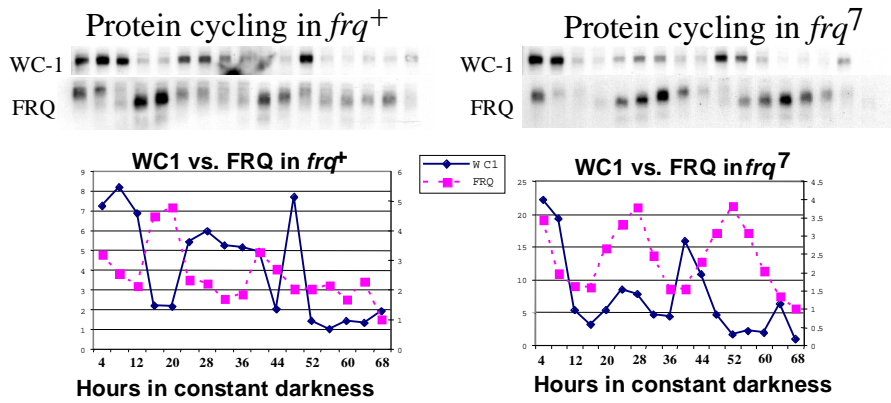 Protein cycling in frq+
Protein cycling in frq7
WC-1
FRQ
WC-1
FRQ
WC1 vs. FRQ in frq+
9
8
7
6
5
4
3
2
1
0
6
5
4
3
2
1
0
4 12 20 28 36 44 52 60 68
Hours in constant darkness
WC1
FRQ
WC1 vs. FRQ in frq7
25
20
15
10
5
0
4.5
4
3.5
3
2.5
2
1.5
1
0.5
0
4 12 20 28 36 44 52 60 68
Hours in constant darkness